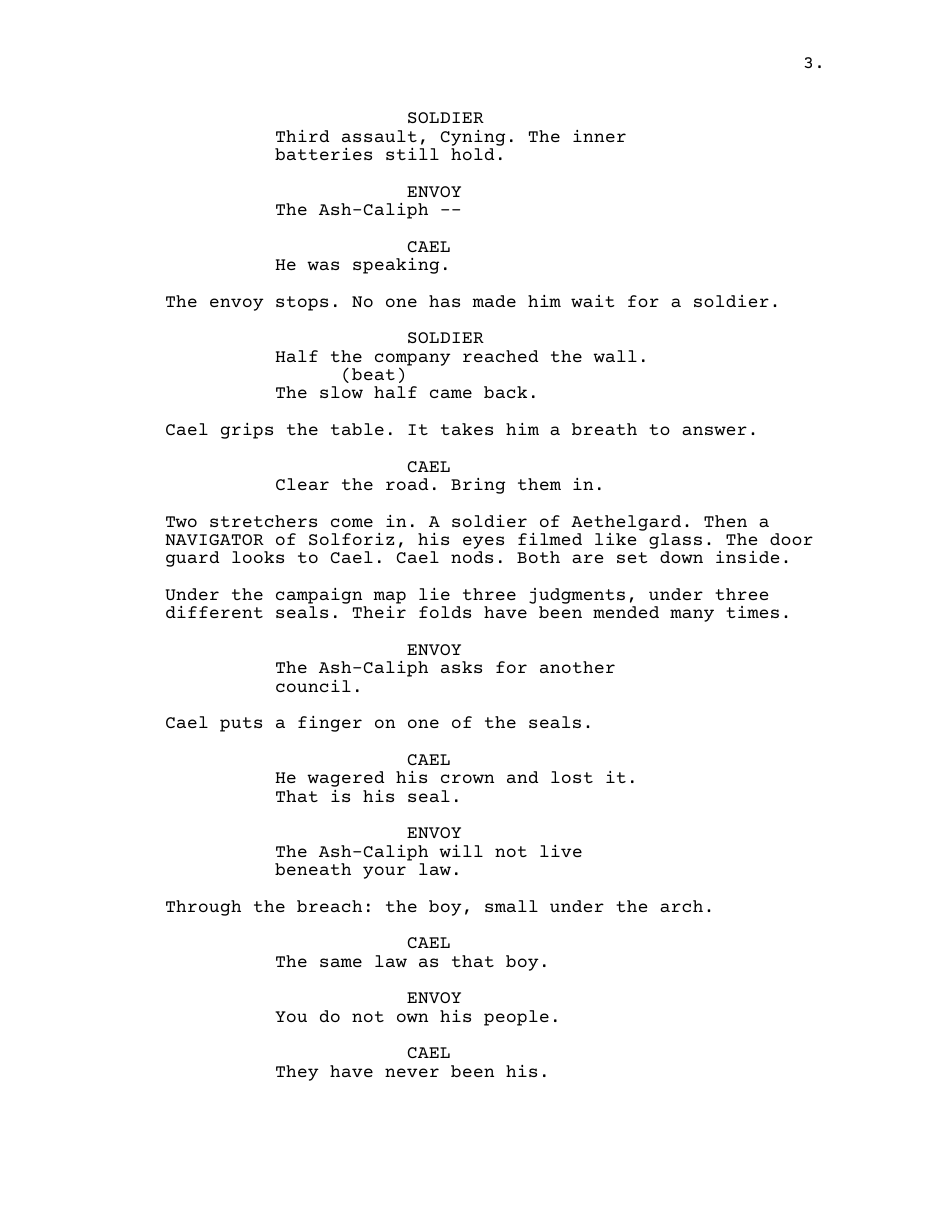 3.
SOLDIER
Third assault, Cyning. The inner
batteries still hold.
ENVOY
The Ash-Caliph --
CAEL
He was speaking.
The envoy stops. No one has made him wait for a soldier.
SOLDIER
Half the company reached the wall.
(beat)
The slow half came back.
Cael grips the table. It takes him a breath to answer.
CAEL
Clear the road. Bring them in.
Two stretchers come in. A soldier of Aethelgard. Then a
NAVIGATOR of Solforiz, his eyes filmed like glass. The door
guard looks to Cael. Cael nods. Both are set down inside.
Under the campaign map lie three judgments, under three
different seals. Their folds have been mended many times.
ENVOY
The Ash-Caliph asks for another
council.
Cael puts a finger on one of the seals.
CAEL
He wagered his crown and lost it.
That is his seal.
ENVOY
The Ash-Caliph will not live
beneath your law.
Through the breach: the boy, small under the arch.
CAEL
The same law as that boy.
ENVOY
You do not own his people.
CAEL
They have never been his.